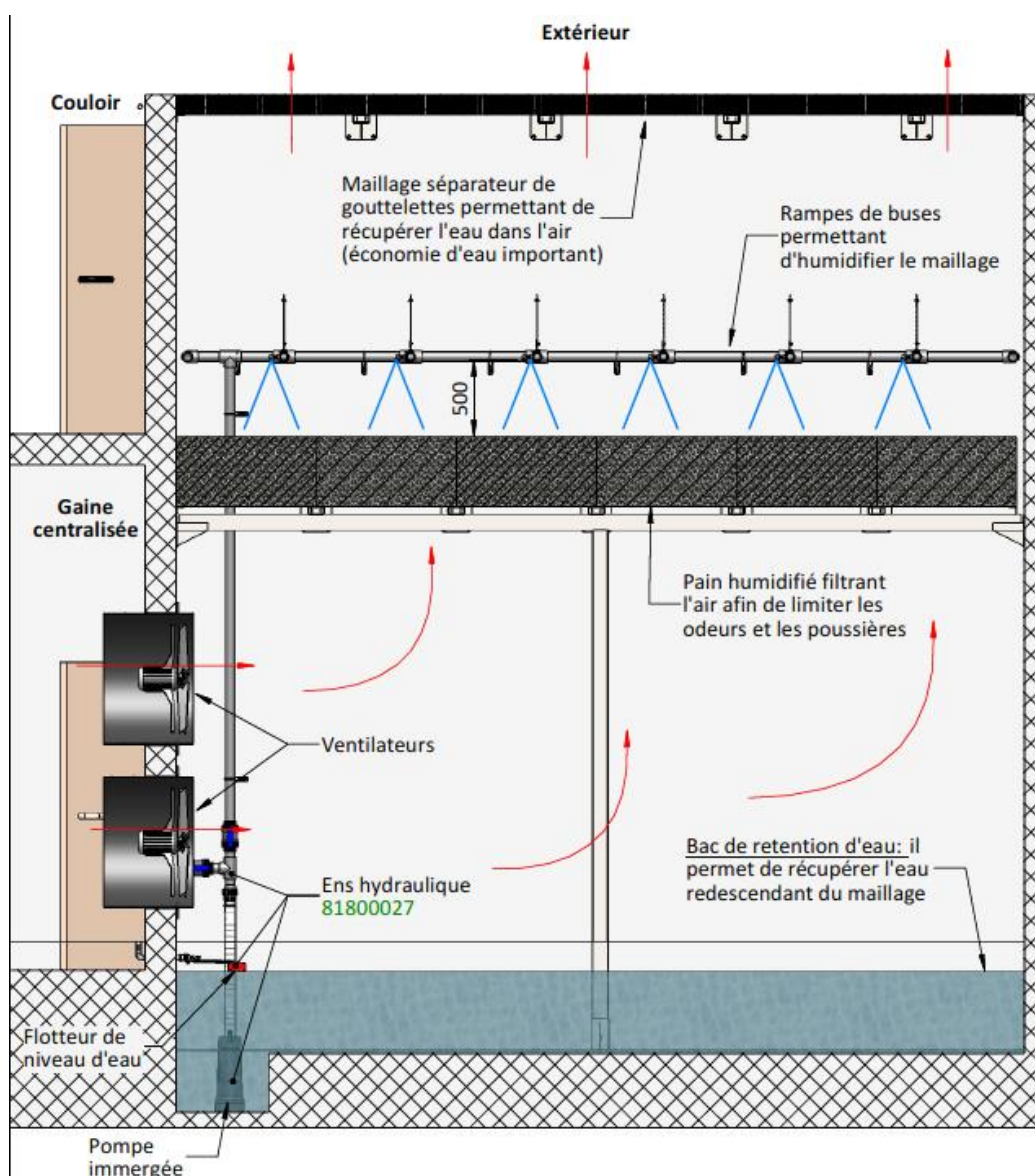 Extérieur
Couloir
Maillage séparateur de
gouttelettes permettant de
récupérer l'eau dans l'air
(économie d'eau important)
Rampes de buses
permettant
d'humidifier le maillage
500
Gaine
centralisée
Pain humidifié filtrant
l'air afin de limiter les
odeurs et les poussières
Ventilateurs
Bac de retention d'eau: il
permet de récupérer l'eau
redescendant du maillage
Ens hydraulique
81800027
Flotteur de
niveau d'eau
Pompe
immergée